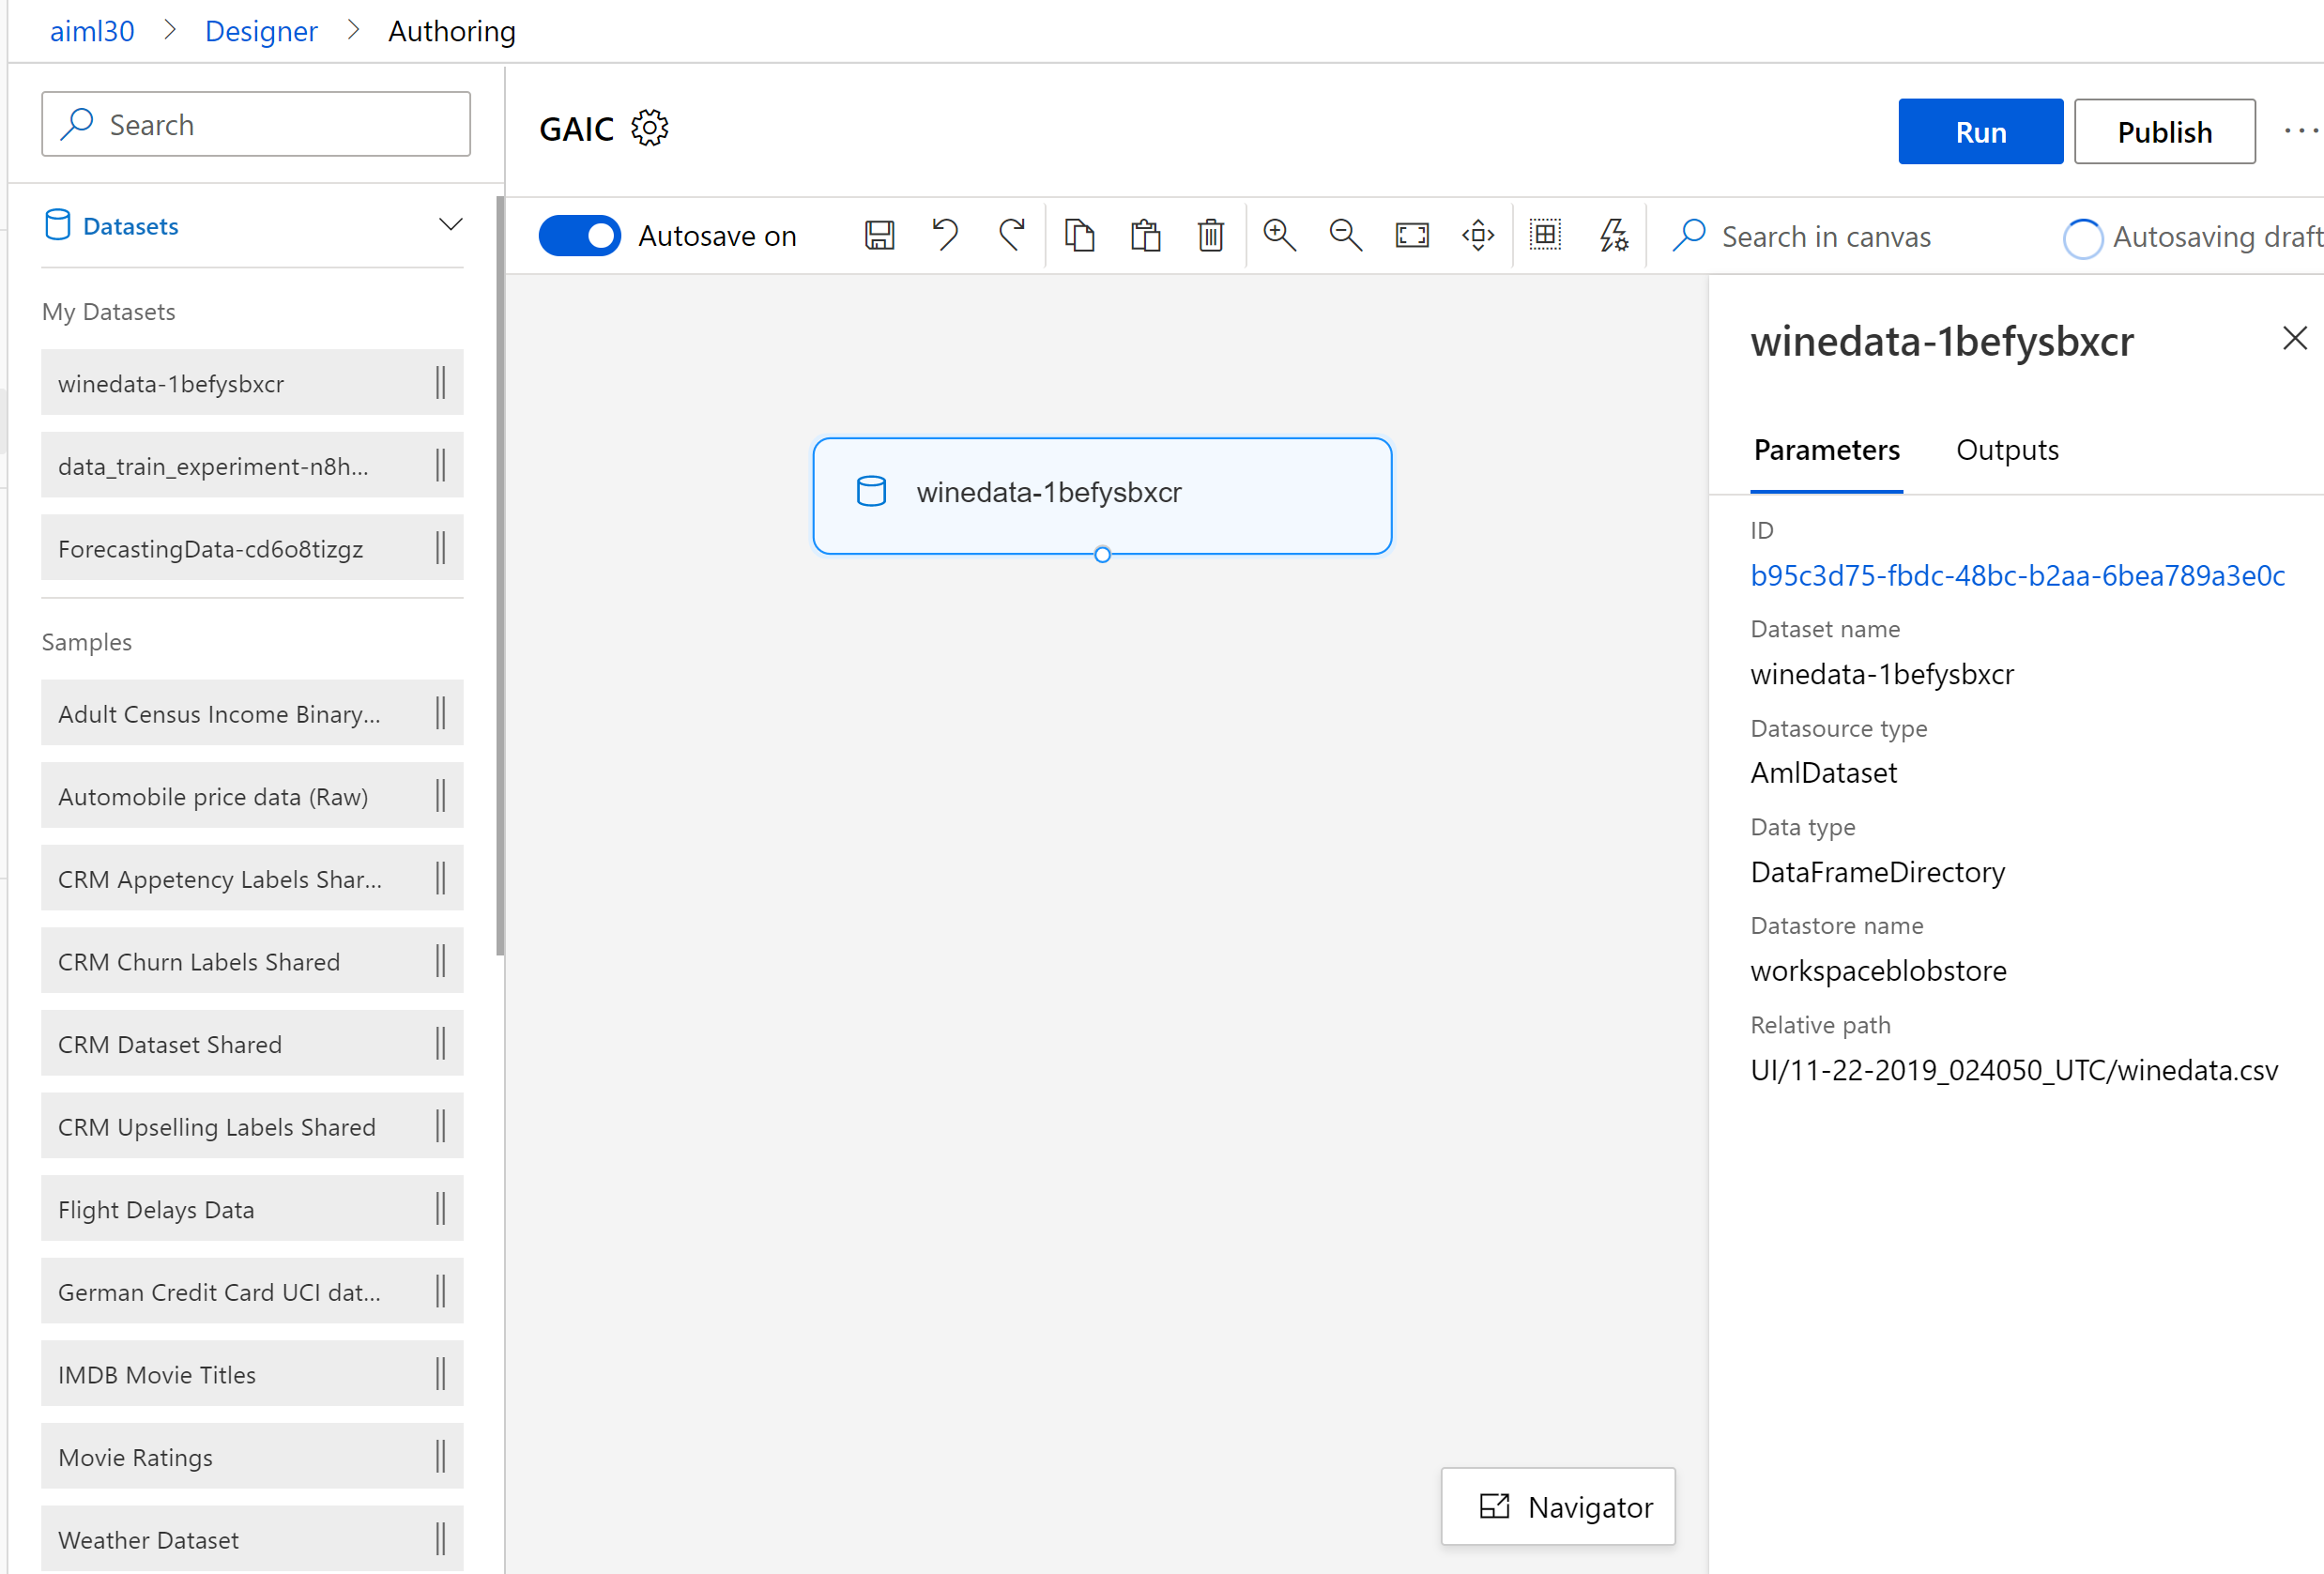 aiml30 > Designer > Authoring
Search
Datasets
My Datasets
winedata-1befysbxcr
data_train_experiment-n8h...
ForecastingData-cd6o8tizgz
Samples
Adult Census Income Binary...
Automobile price data (Raw)
CRM Appetency Labels Shar...
CRM Churn Labels Shared
CRM Dataset Shared
CRM Upselling Labels Shared
Flight Delays Data
German Credit Card UCI dat...
IMDB Movie Titles
Movie Ratings
Weather Dataset
GAIC
Run
Publish
Autosave on
Search in canvas
Autosaving draft
winedata-1befysbxcr
Navigator
winedata-1befysbxcr
Parameters
Outputs
ID
b95c3d75-fbdc-48bc-b2aa-6bea789a3e0c
Dataset name
winedata-1befysbxcr
Datasource type
AmlDataset
Data type
DataFrameDirectory
Datastore name
workspaceblobstore
Relative path
UI/11-22-2019_024050_UTC/winedata.csv